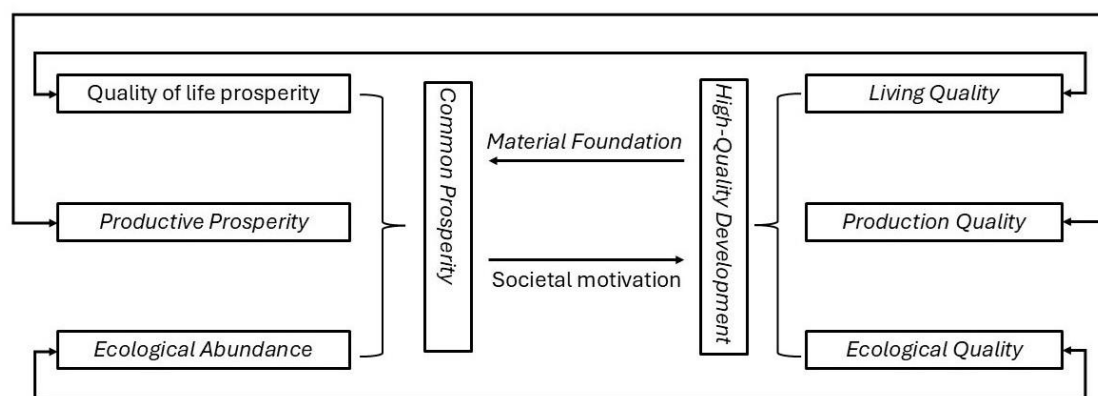 Quality of life prosperity
Productive Prosperity
Ecological Abundance
Common Prosperity
Material Foundation
Societal motivation
High-Quality Development
Living Quality
Production Quality
Ecological Quality